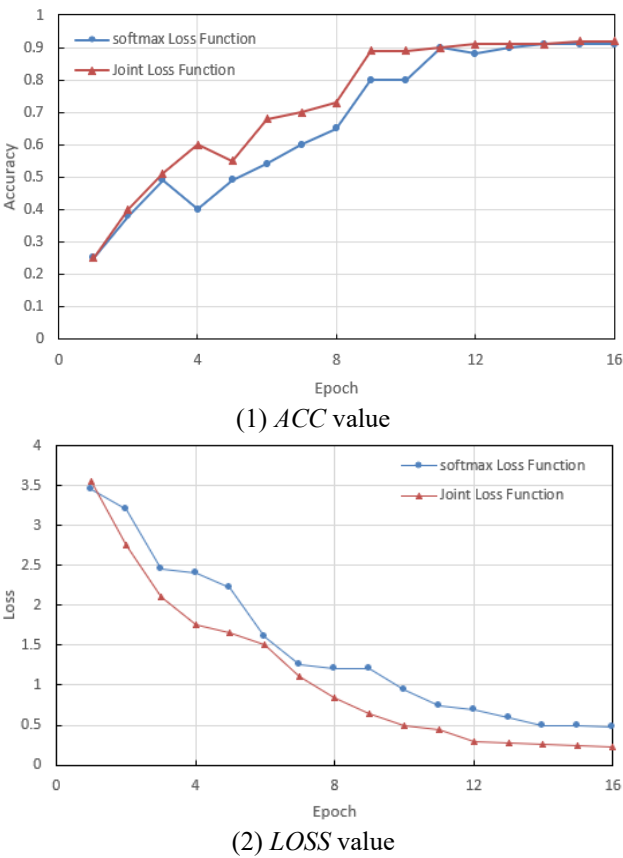 1
0.9
0.8
0.7
0.6
0.5
0.4
0.3
0.2
0.1
0
Accuracy
softmax Loss Function
Joint Loss Function
0 4 8 12 16
Epoch
(1) ACC value
4
3.5
3
2.5
2
1.5
1
0.5
0
Loss
softmax Loss Function
Joint Loss Function
0 4 8 12 16
Epoch
(2) LOSS value